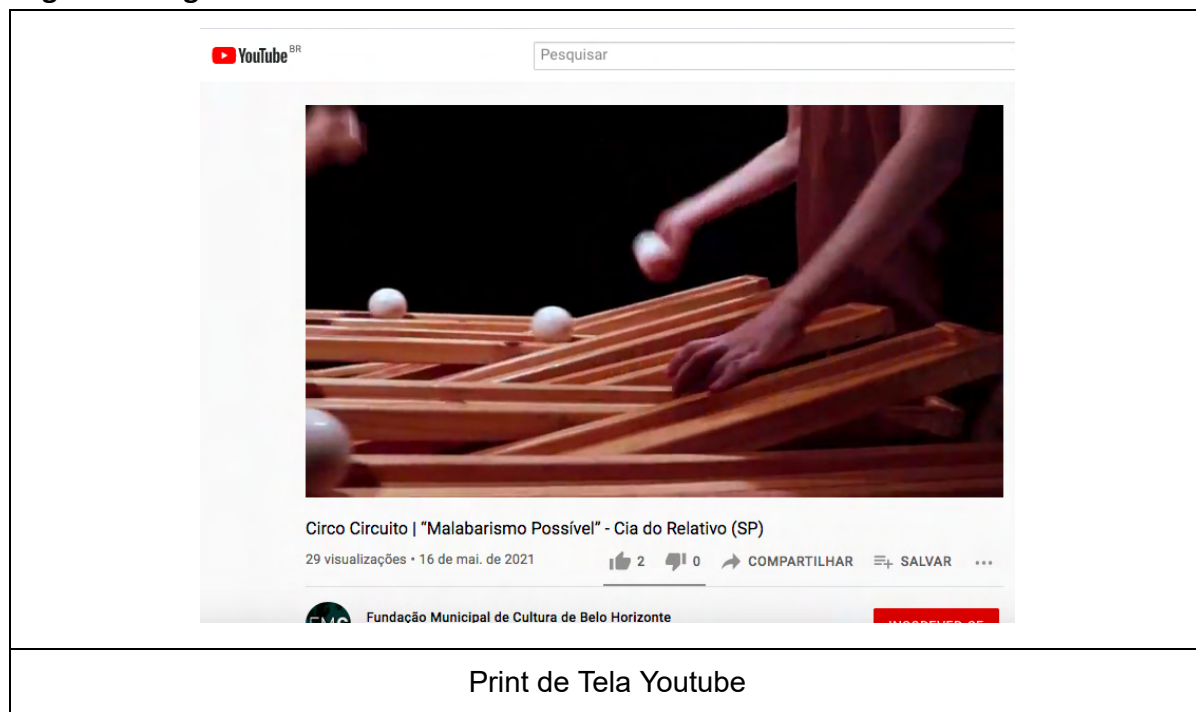 YouTube BR
Pesquisar
Circo Circuito | “Malabarismo Possível” - Cia do Relativo (SP)
29 visualizações • 16 de mai. de 2021
2 0 COMPARTILHAR SALVAR ...
Fundação Municipal de Cultura de Belo Horizonte
Print de Tela Youtube